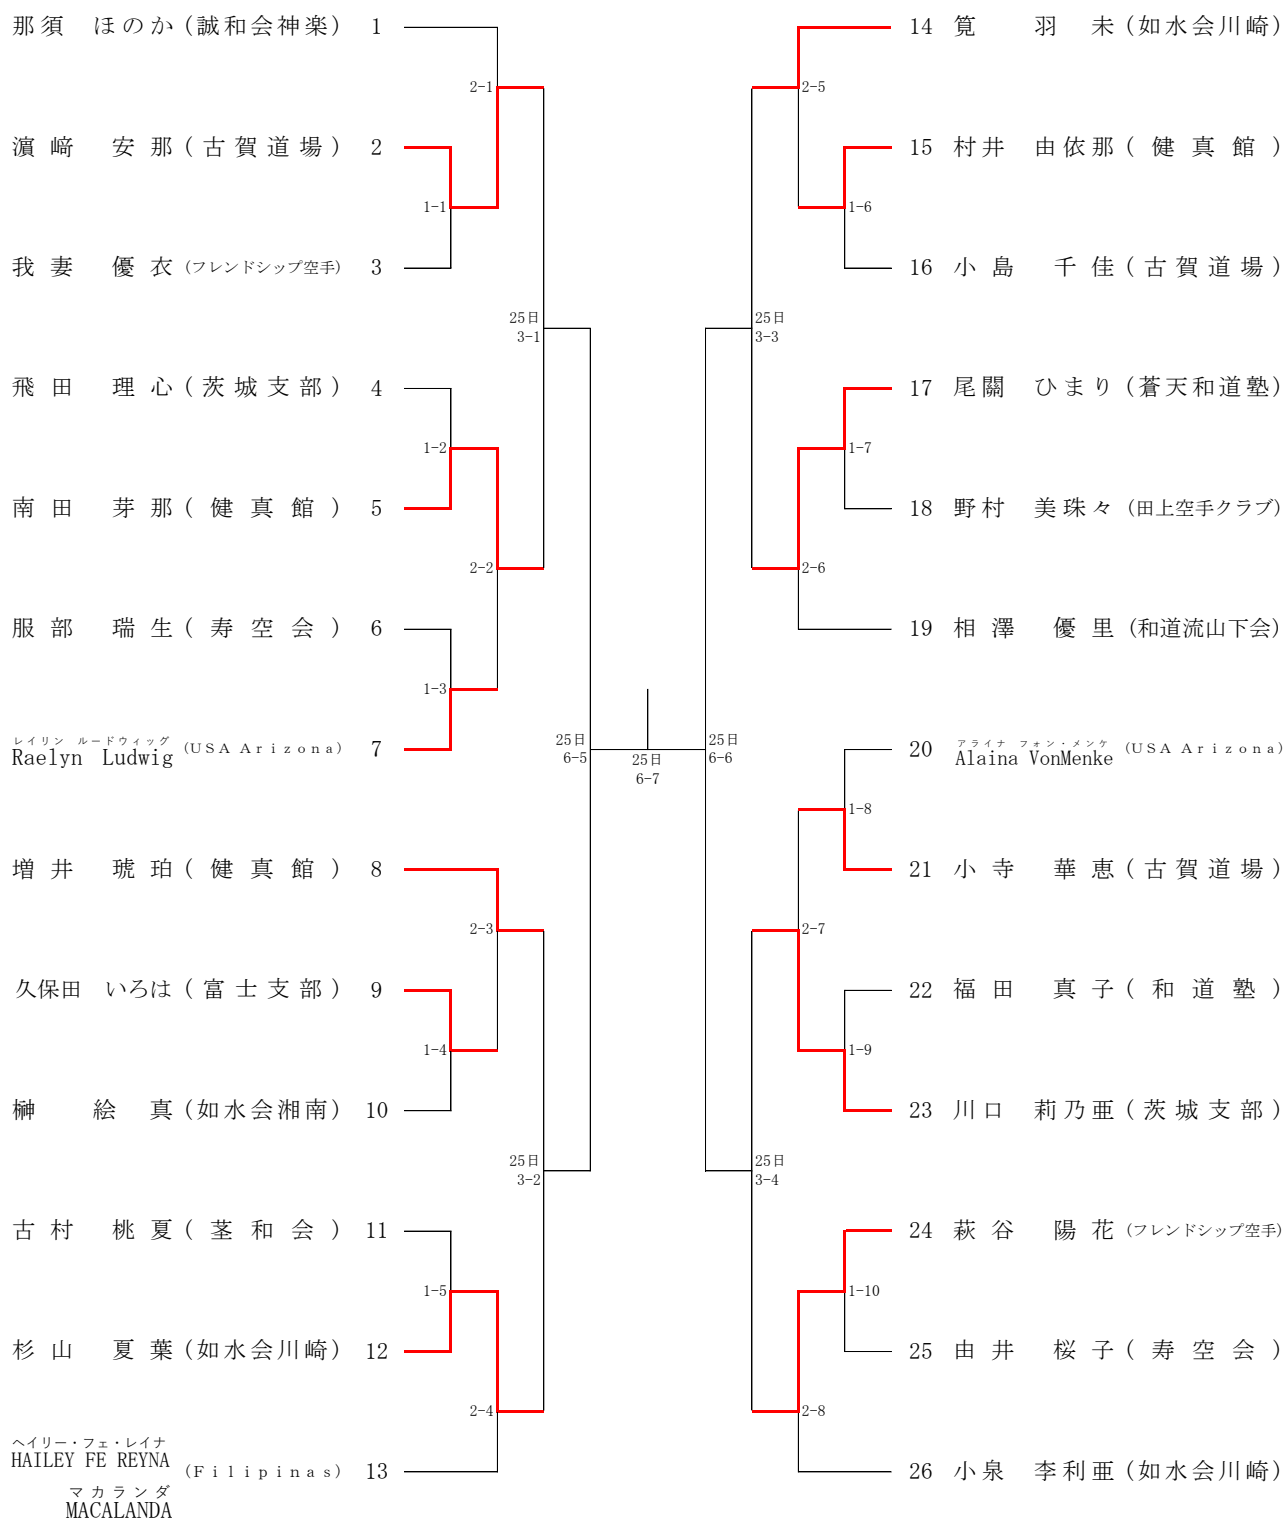 那須 ほのか (誠和会神楽) 1
2-1
濵﨑 安那 (古賀道場) 2
1-1
我妻 優衣 (フレンドシップ空手) 3
25日
3-1
飛田 理心 (茨城支部) 4
1-2
南田 芽那 (健真館) 5
2-2
服部 瑞生 (寿空会) 6
1-3
レイリン ルードウィッグ
Raelyn Ludwig (USA Arizona) 7
25日
6-5
増井 琥珀 (健真館) 8
2-3
久保田 いろは (富士支部) 9
1-4
榊 絵真 (如水会湘南) 10
25日
3-2
古村 桃夏 (茎和会) 11
1-5
杉山 夏葉 (如水会川崎) 12
2-4
ヘイリー・フェ・レイナ
HAILEY FE REYNA
(Filipinas) 13
マカランダ
MACALANDA
25日
6-7
14 筧 羽未 (如水会川崎)
2-5
15 村井 由依那 (健真館)
1-6
16 小島 千佳 (古賀道場)
25日
3-3
17 尾關 ひまり (蒼天和道塾)
1-7
18 野村 美珠々 (田上空手クラブ)
2-6
19 相澤 優里 (和道流山下会)
25日
6-6
アライナ フォン・メンケ
20 Alaina VonMenke (USA Arizona)
1-8
21 小寺 華恵 (古賀道場)
2-7
22 福田 真子 (和道塾)
1-9
23 川口 莉乃亜 (茨城支部)
25日
3-4
24 萩谷 陽花 (フレンドシップ空手)
1-10
25 由井 桜子 (寿空会)
2-8
26 小泉 李利亜 (如水会川崎)